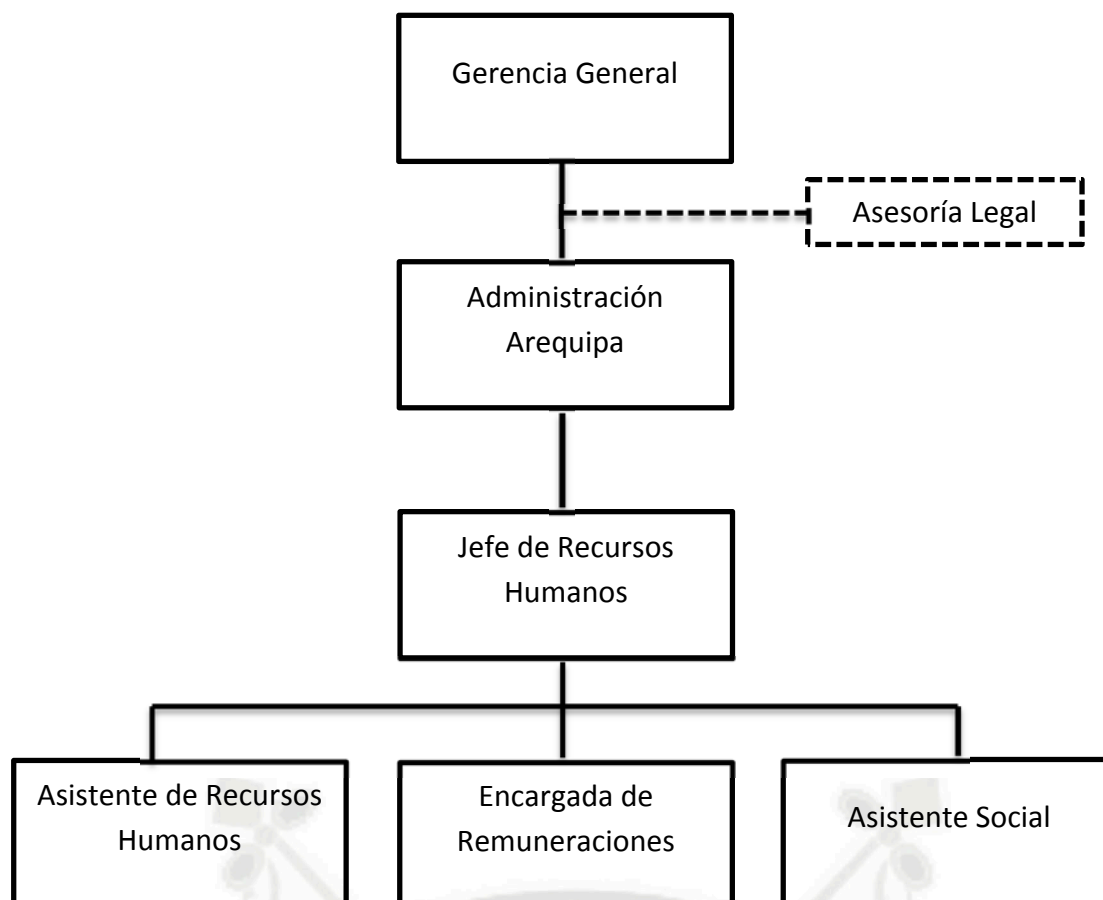 Gerencia General
Asesoría Legal
Administración
Arequipa
Jefe de Recursos
Humanos
Asistente de Recursos
Humanos
Encargada de
Remuneraciones
Asistente Social